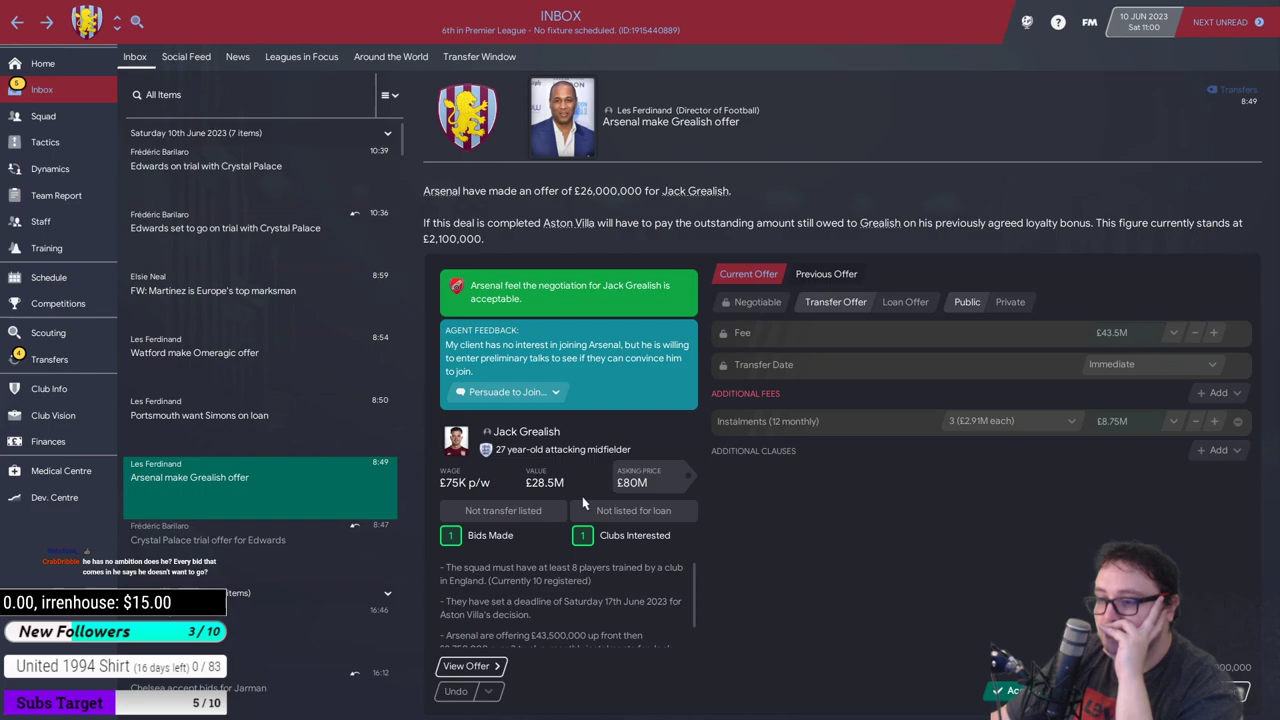 INBOX
6th in Premier League - No fixture scheduled. (ID:1915440889)
FM
10 JUN 2023
Sat 11:00
NEXT UNREAD
Home
5
Inbox
Squad
Tactics
Dynamics
Team Report
Staff
Training
Schedule
Competitions
Scouting
4
Transfers
Club Info
Club Vision
Finances
Medical Centre
Dev. Centre
Inbox
Social Feed
News
Leagues in Focus
Around the World
Transfer Window
All Items
Saturday 10th June 2023 (7 items)
Frédéric Barilaro
10:39
Edwards on trial with Crystal Palace
Frédéric Barilaro
10:36
Edwards set to go on trial with Crystal Palace
Elsie Neal
8:59
FW: Martínez is Europe's top marksman
Les Ferdinand
8:54
Watford make Omeragic offer
Les Ferdinand
8:50
Portsmouth want Simons on loan
Les Ferdinand
8:49
Arsenal make Grealish offer
Frédéric Barilaro
8:47
Crystal Palace trial offer for Edwards
items)
16:46
16:12
Chelsea accept bids for Jarman
Les Ferdinand (Director of Football)
Arsenal make Grealish offer
Transfers
8:49
Arsenal have made an offer of £26,000,000 for Jack Grealish.
If this deal is completed Aston Villa will have to pay the outstanding amount still owed to Grealish on his previously agreed loyalty bonus. This figure currently stands at
£2,100,000.
Arsenal feel the negotiation for Jack Grealish is
acceptable.
AGENT FEEDBACK:
My client has no interest in joining Arsenal, but he is willing
to enter preliminary talks to see if they can convince him
to join.
Persuade to Join...
Jack Grealish
27 year-old attacking midfielder
WAGE
£75K p/w
VALUE
£28.5M
ASKING PRICE
£80M
Not transfer listed
Not listed for loan
1
Bids Made
1
Clubs Interested
- The squad must have at least 8 players trained by a club
in England. (Currently 10 registered)
- They have set a deadline of Saturday 17th June 2023 for
Aston Villa's decision.
- Arsenal are offering £43,500,000 up front then
View Offer
Undo
Current Offer
Previous Offer
Negotiable
Transfer Offer
Loan Offer
Public
Private
Fee
£43.5M
Transfer Date
Immediate
ADDITIONAL FEES
Add
Instalments (12 monthly)
3 (£2.91M each)
£8.75M
ADDITIONAL CLAUSES
Add
CrabDribble he has no ambition does he? Every bid that
comes in he says he doesn't want to go?
0.00, irrenhouse: $15.00
New Followers
3 / 10
United 1994 Shirt (16 days left) 0 / 83
Subs Target
5 / 10